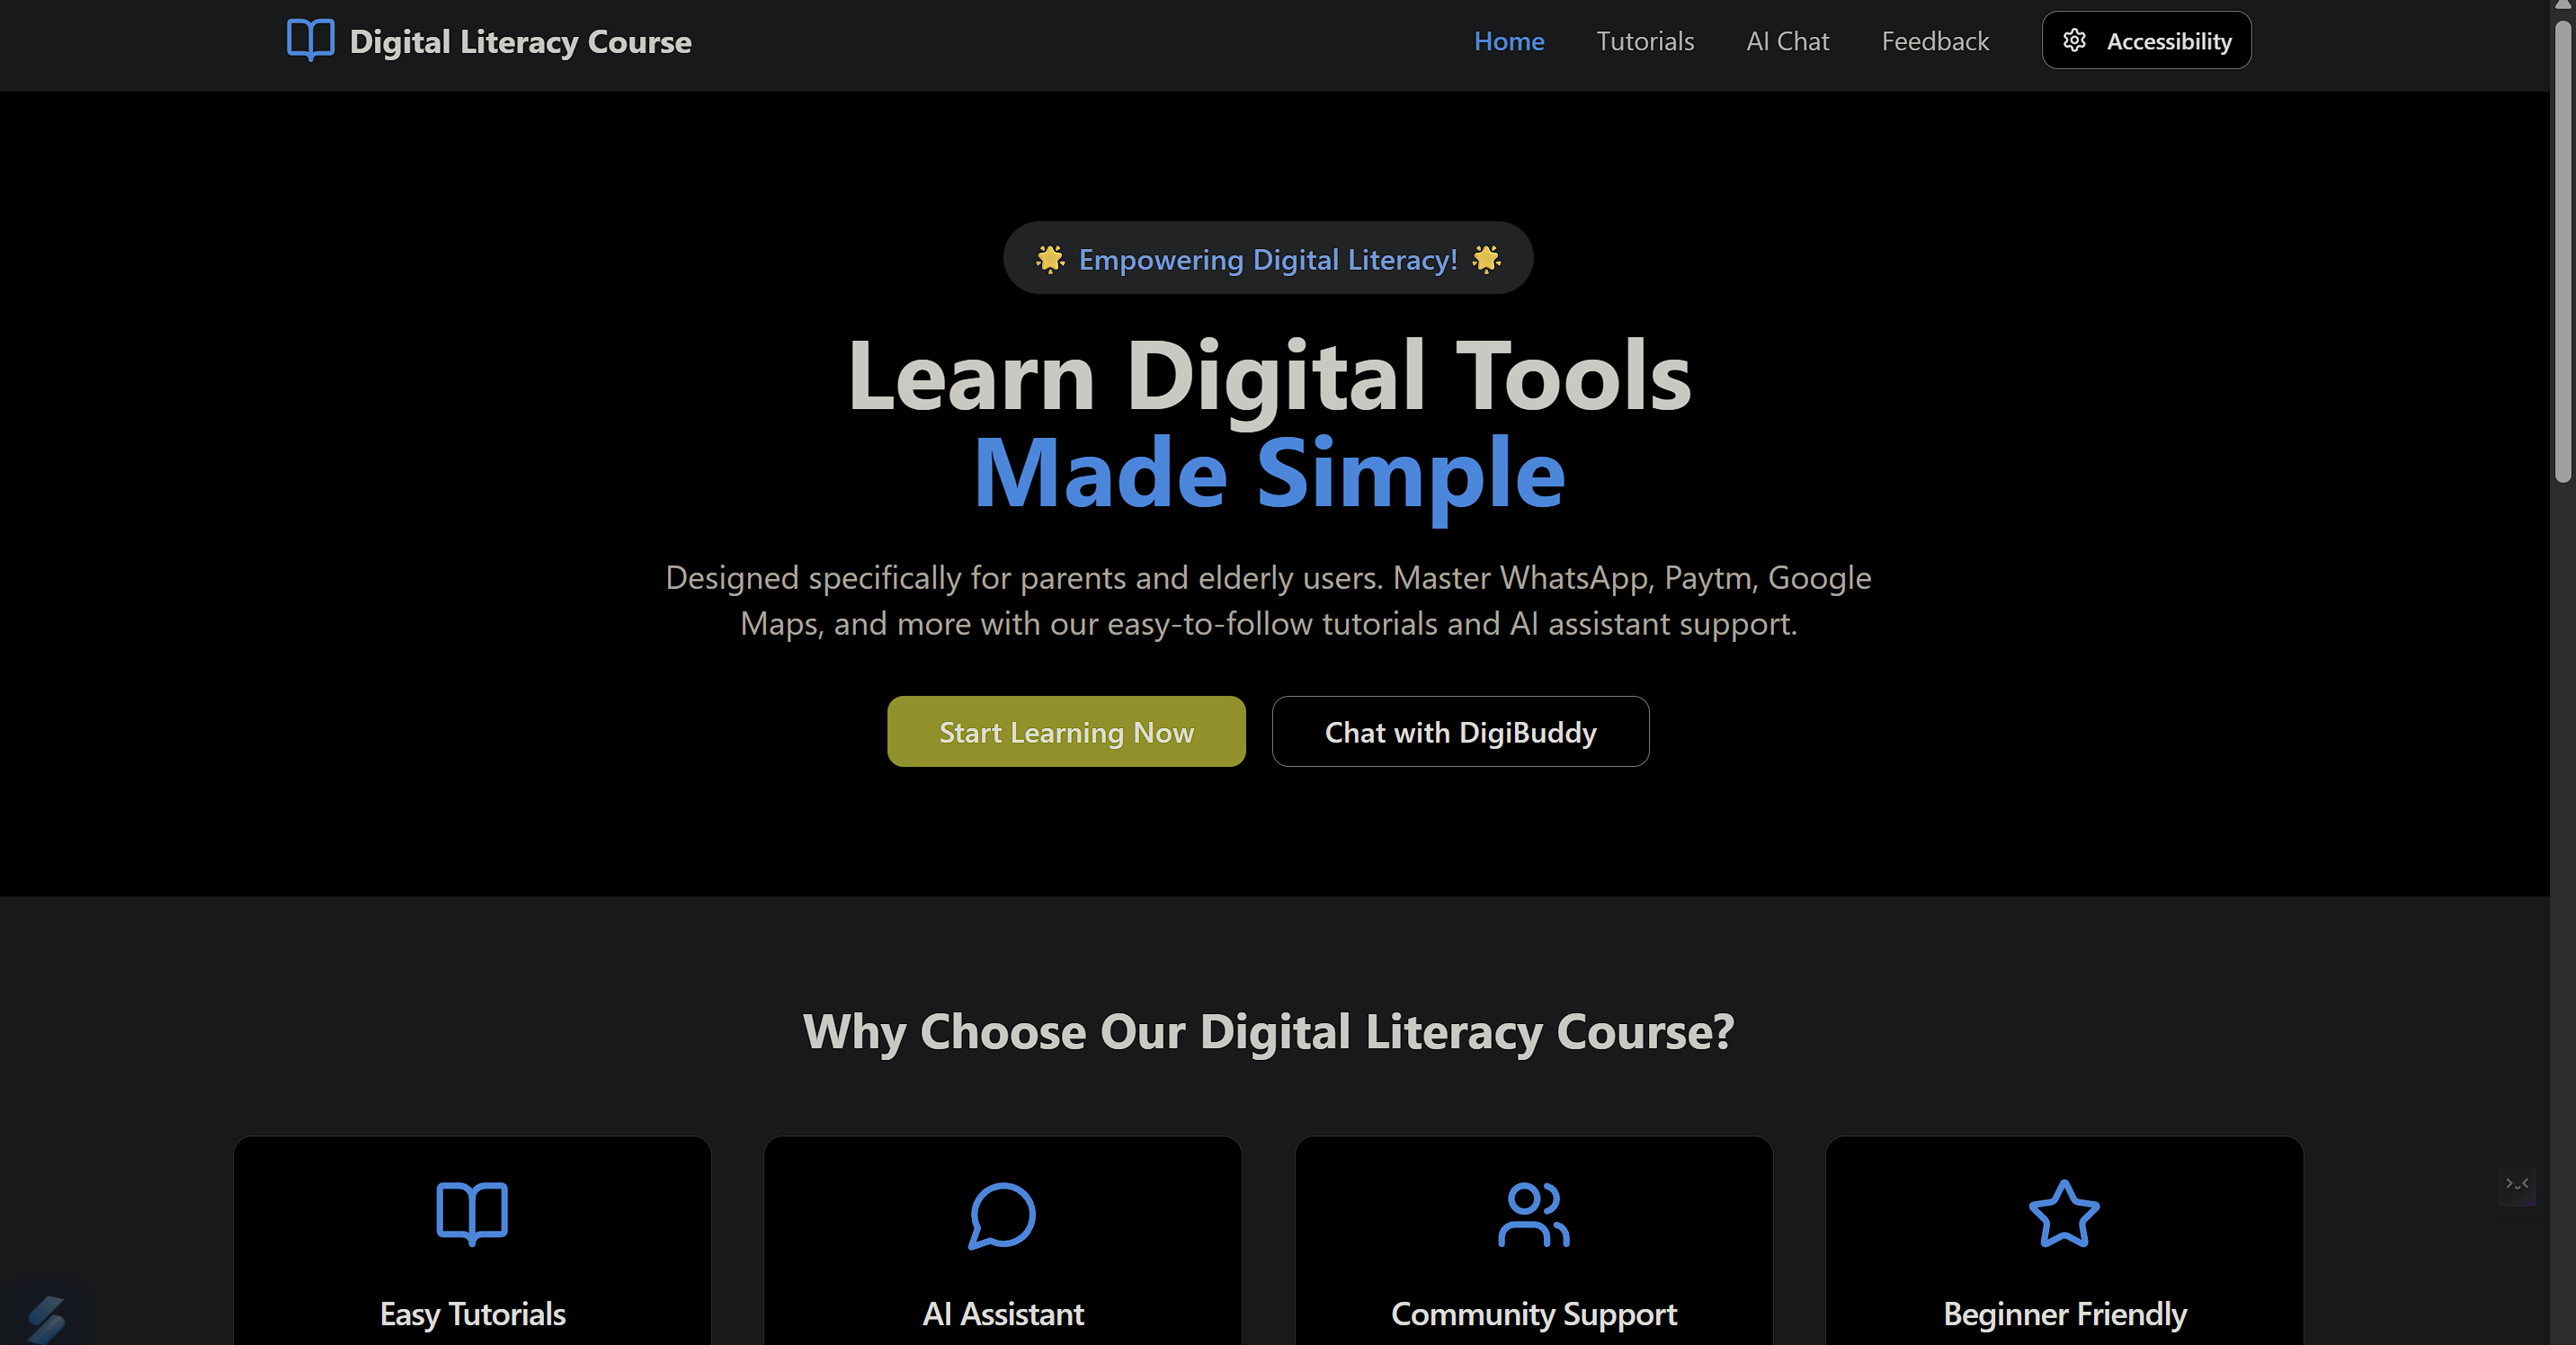 Digital Literacy Course
Home
Tutorials
AI Chat
Feedback
Accessibility
🌟 Empowering Digital Literacy! 🌟
Learn Digital Tools
Made Simple
Designed specifically for parents and elderly users. Master WhatsApp, Paytm, Google
Maps, and more with our easy-to-follow tutorials and AI assistant support.
Start Learning Now
Chat with DigiBuddy
Why Choose Our Digital Literacy Course?
Easy Tutorials
AI Assistant
Community Support
Beginner Friendly